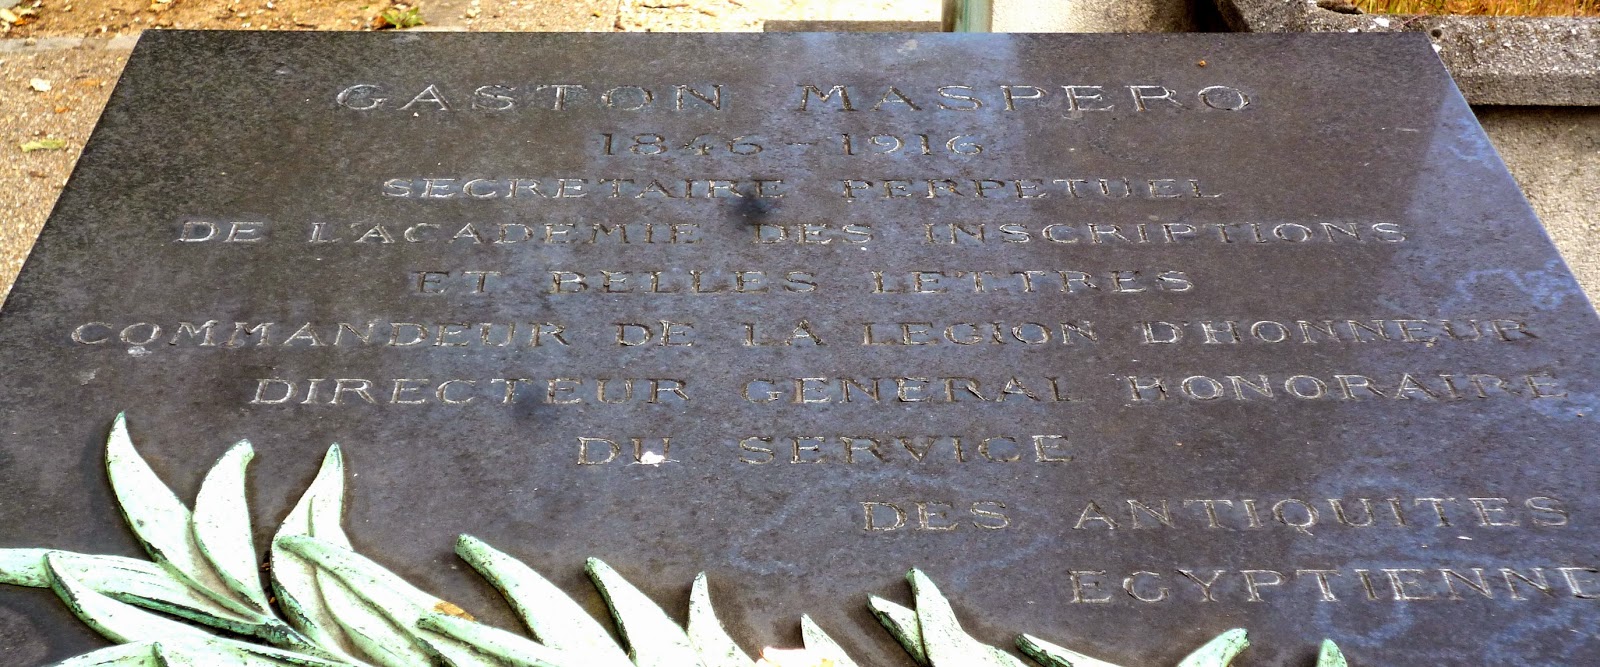 GASTON MASPERO
1846-1916
SECRETAIRE PERPETUEL
DE L'ACADEMIE DES INSCRIPTIONS
ET BELLES LETTRES
COMMANDEUR DE LA LEGION D'HONNEUR
DIRECTEUR GENERAL HONORAIRE
DU SERVICE
DES ANTIQUITES
EGYPTIENNE